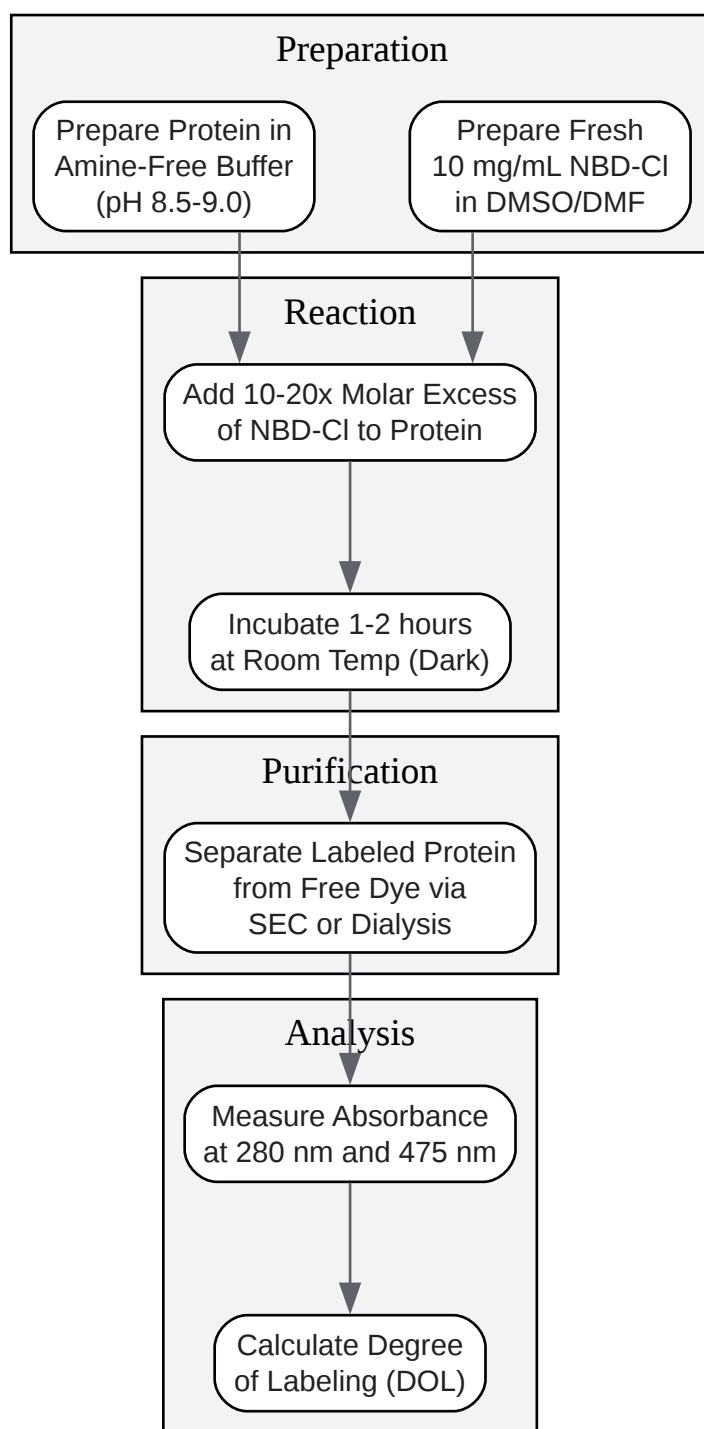 Preparation
Prepare Protein in
Amine-Free Buffer
(pH 8.5-9.0)
Prepare Fresh
10 mg/mL NBD-Cl
in DMSO/DMF
Reaction
Add 10-20x Molar Excess
of NBD-Cl to Protein
Incubate 1-2 hours
at Room Temp (Dark)
Purification
Separate Labeled Protein
from Free Dye via
SEC or Dialysis
Analysis
Measure Absorbance
at 280 nm and 475 nm
Calculate Degree
of Labeling (DOL)